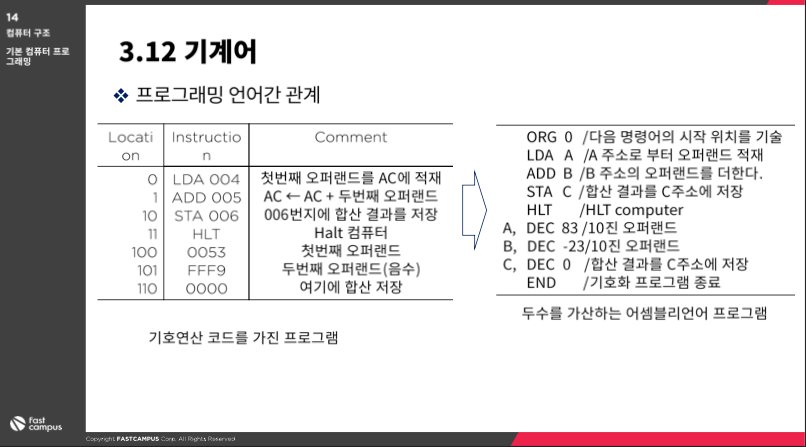 14
컴퓨터 구조
기본 컴퓨터 프로
그래밍
3.12 기계어
❖ 프로그래밍 언어간 관계
Locati
on
Instructio
n
Comment
0 LDA 004 첫번째 오퍼랜드를 AC에 적재
1 ADD 005 AC ← AC + 두번째 오퍼랜드
10 STA 006 006번지에 합산 결과를 저장
11 HLT Halt 컴퓨터
100 0053 첫번째 오퍼랜드
101 FFF9 두번째 오퍼랜드(음수)
110 0000 여기에 합산 저장
기호연산 코드를 가진 프로그램
ORG 0 /다음 명령어의 시작 위치를 기술
LDA A /A 주소로 부터 오퍼랜드 적재
ADD B /B 주소의 오퍼랜드를 더한다.
STA C /합산 결과를 C주소에 저장
HLT /HLT computer
A, DEC 83 /10진 오퍼랜드
B, DEC -23/10진 오퍼랜드
C, DEC 0 /합산 결과를 C주소에 저장
END /기호화 프로그램 종료
두수를 가산하는 어셈블리언어 프로그램
fast
campus
Copyright FASTCAMPUS Corp. All Rights Reserved